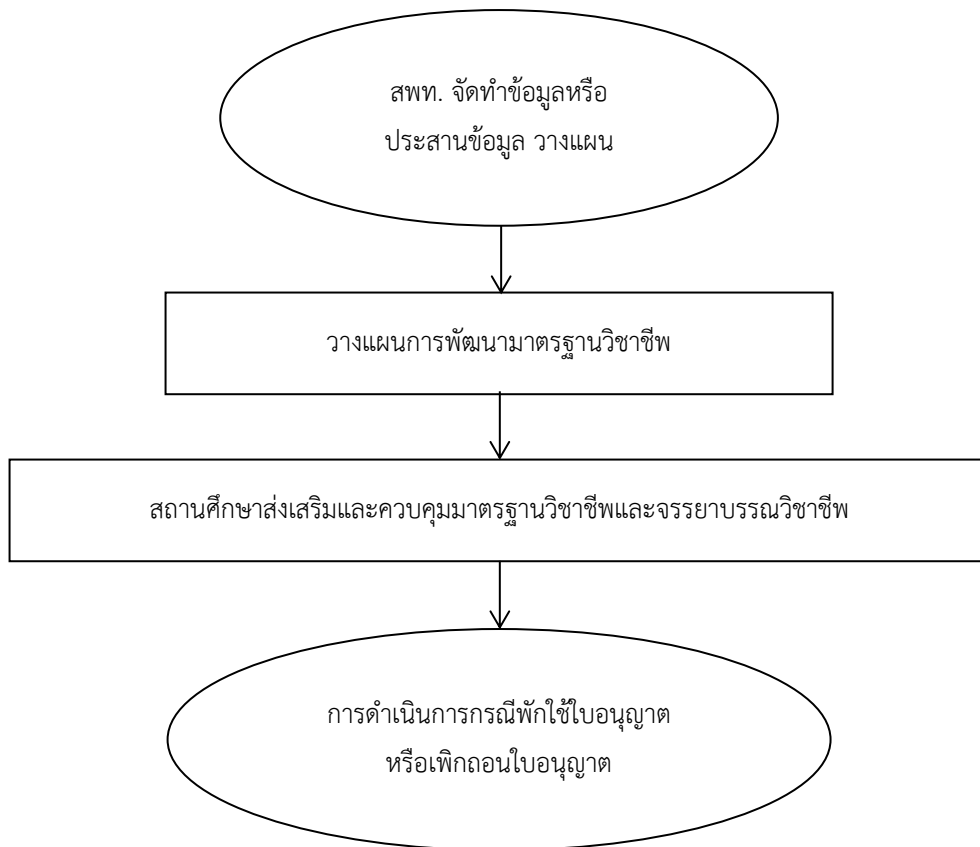 สพท. จัดทำข้อมูลหรือ
ประสานข้อมูล วางแผน
วางแผนการพัฒนามาตรฐานวิชาชีพ
สถานศึกษาส่งเสริมและควบคุมมาตรฐานวิชาชีพและจรรยาบรรณวิชาชีพ
การดำเนินการกรณีพักใช้ใบอนุญาต
หรือเพิกถอนใบอนุญาต